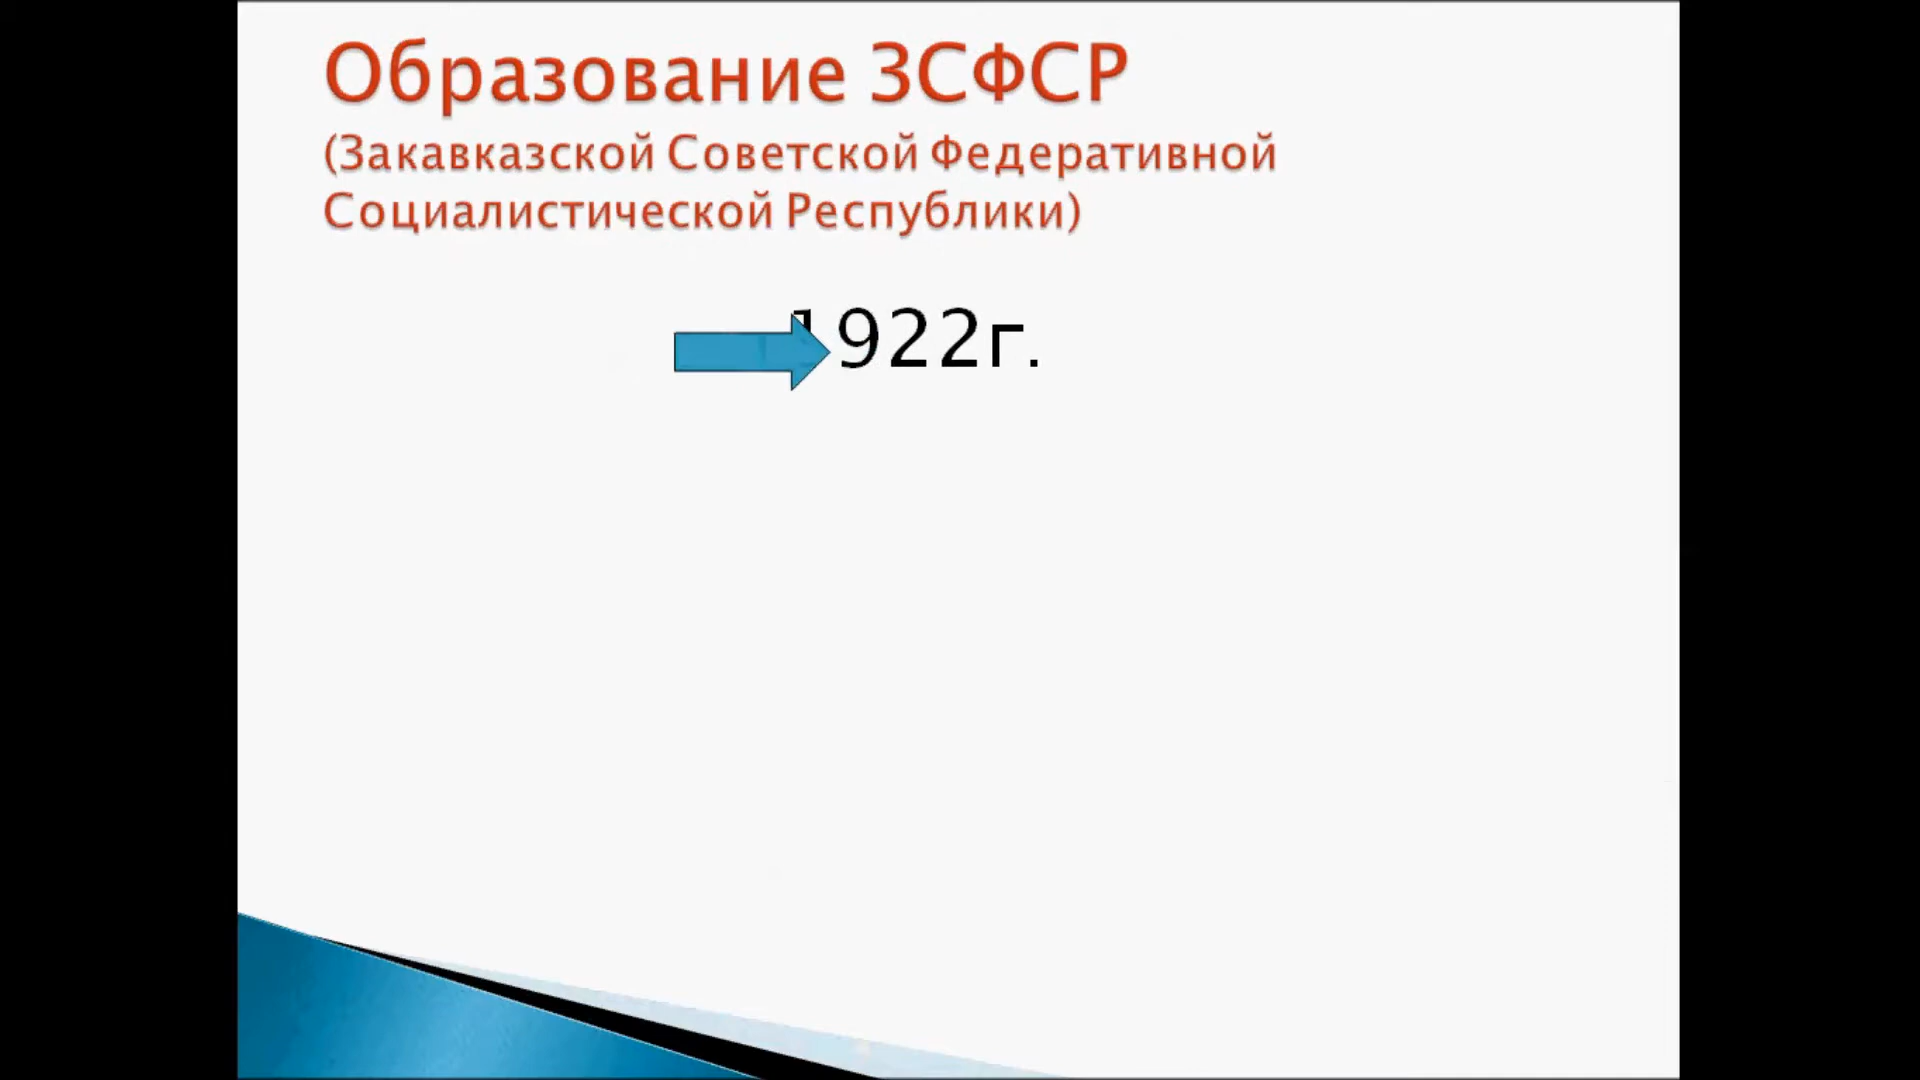 Образование ЗСФСР
(Закавказской Советской Федеративной
Социалистической Республики)
1922г.